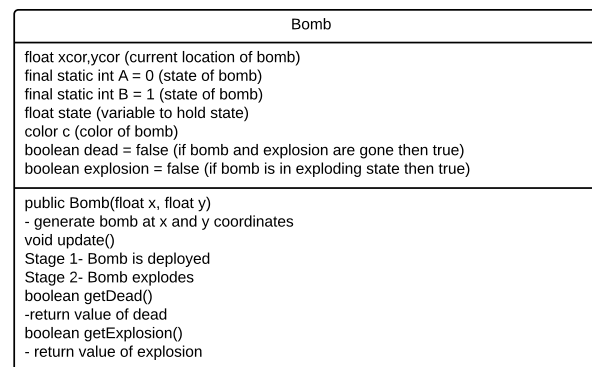 Bomb
float xcor,ycor (current location of bomb)
final static int A = 0 (state of bomb)
final static int B = 1 (state of bomb)
float state (variable to hold state)
color c (color of bomb)
boolean dead = false (if bomb and explosion are gone then true)
boolean explosion = false (if bomb is in exploding state then true)
public Bomb(float x, float y)
- generate bomb at x and y coordinates
void update()
Stage 1- Bomb is deployed
Stage 2- Bomb explodes
boolean getDead()
-return value of dead
boolean getExplosion()
- return value of explosion